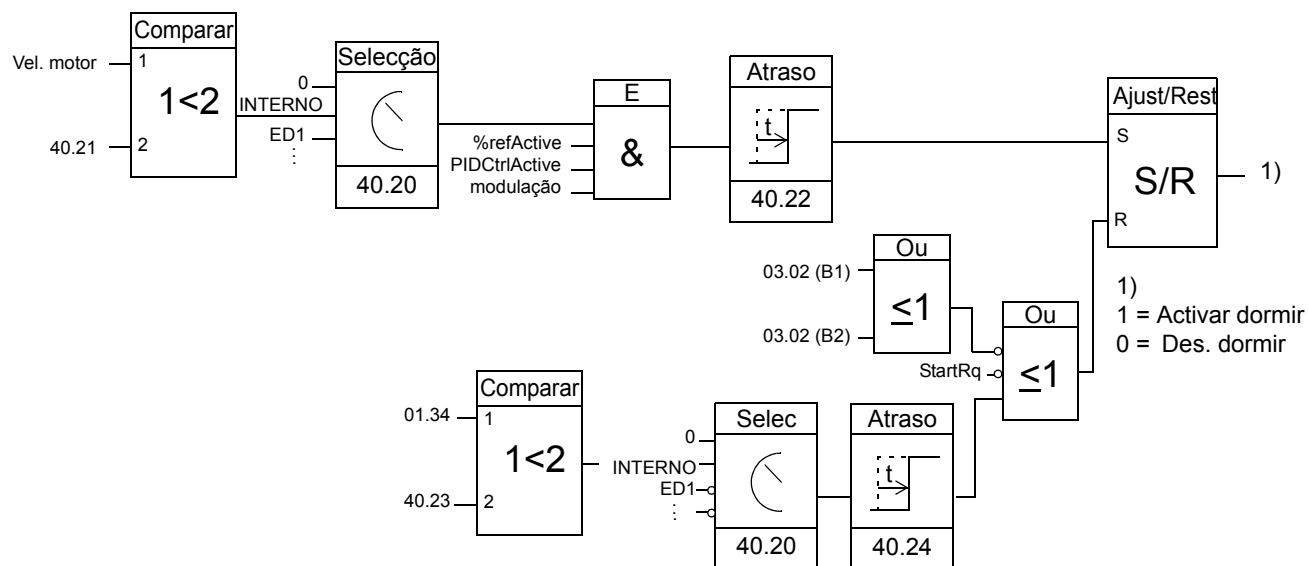 Comparar
Vel. motor
1
1<2
40.21
2
Selecção
0
INTERNO
ED1
⋮
40.20
E
%refActive
PIDCtrlActive
modulação
&
Atraso
t
40.22
Ajust/Rest
S
S/R
R
1)
Ou
03.02 (B1)
≤1
03.02 (B2)
Ou
StartRq
≤1
1)
1 = Activar dormir
0 = Des. dormir
Comparar
01.34
1
1<2
40.23
2
Selec
0
INTERNO
ED1
⋮
40.20
Atraso
t
40.24